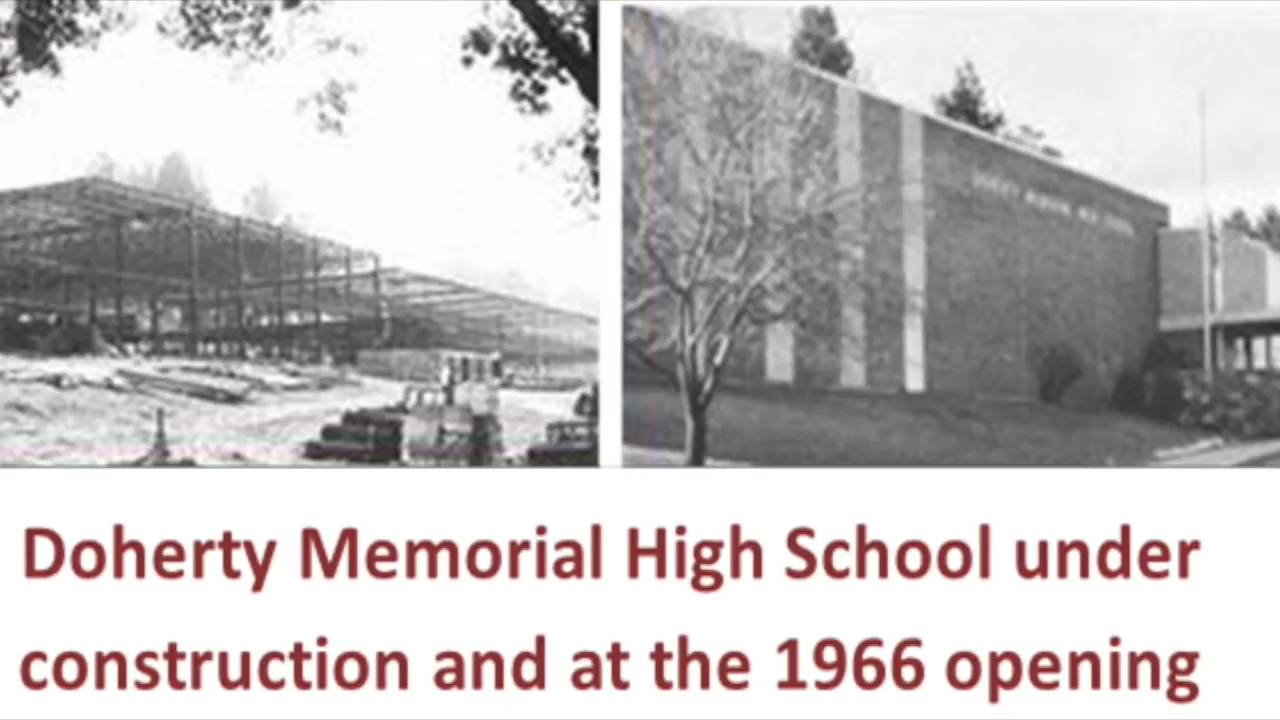 Doherty Memorial High School under
construction and at the 1966 opening